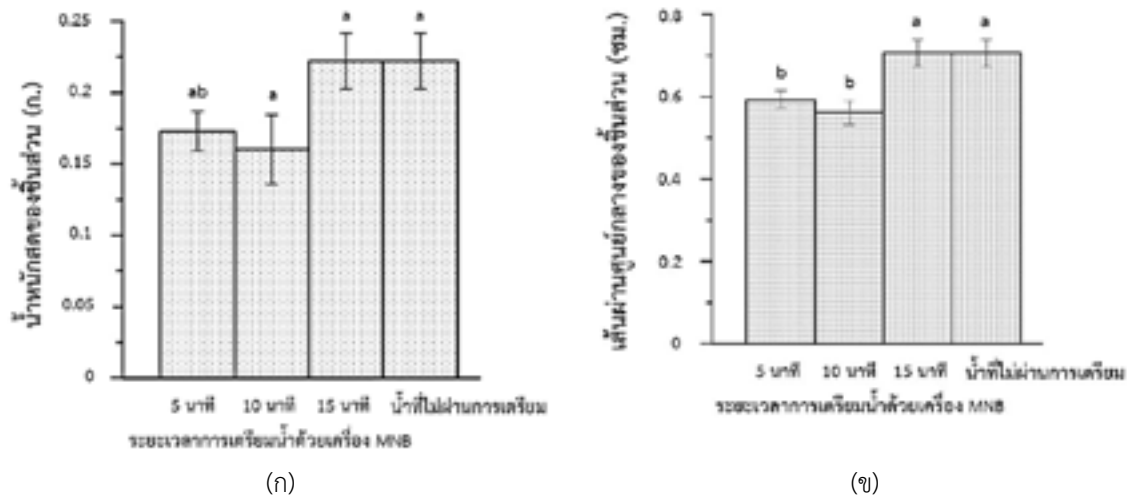 น้ำหนักสดของชิ้นส่วน (ก.)
0.25
0.2
0.15
0.1
0.05
0
ab
a
a
a
5 นาที 10 นาที 15 นาที น้ำที่ไม่ผ่านการเตรียม
ระยะเวลาการเตรียมน้ำด้วยเครื่อง MNB
(ก)
เส้นผ่านศูนย์กลางของชิ้นส่วน (ซม.)
0.8
0.6
0.4
0.2
0
b
b
a
a
5 นาที 10 นาที 15 นาที น้ำที่ไม่ผ่านการเตรียม
ระยะเวลาการเตรียมน้ำด้วยเครื่อง MNB
(ข)